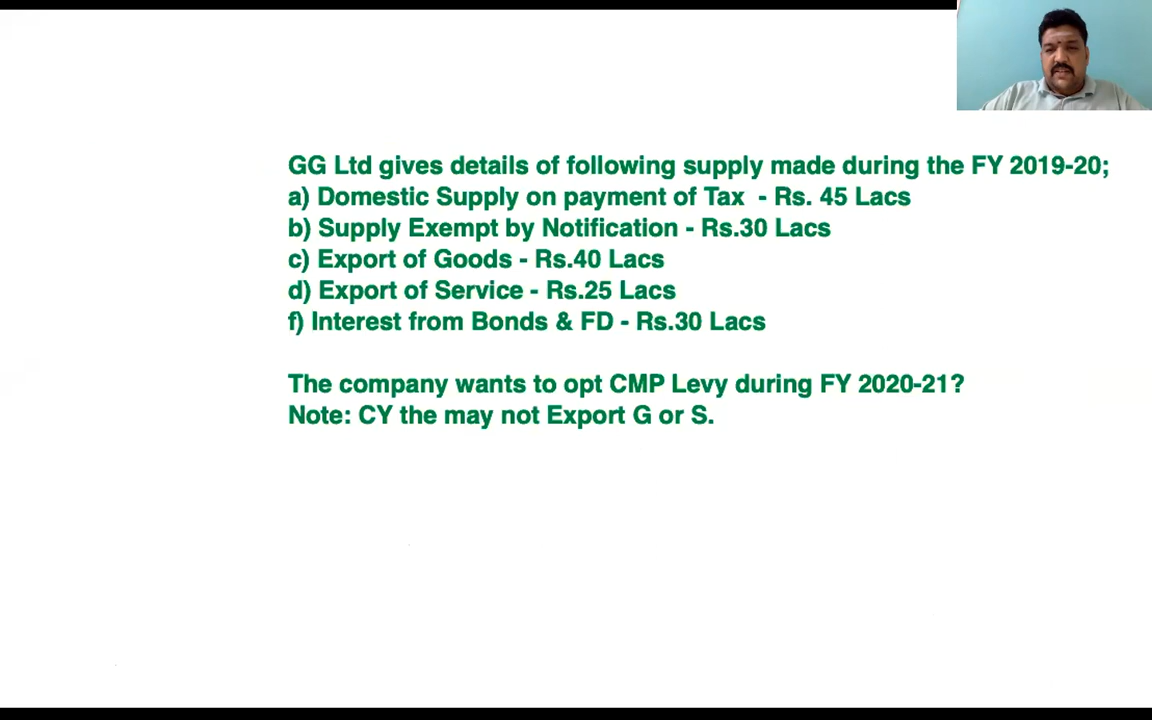 GG Ltd gives details of following supply made during the FY 2019-20;
a) Domestic Supply on payment of Tax - Rs. 45 Lacs
b) Supply Exempt by Notification - Rs.30 Lacs
c) Export of Goods - Rs.40 Lacs
d) Export of Service - Rs.25 Lacs
f) Interest from Bonds & FD - Rs.30 Lacs
The company wants to opt CMP Levy during FY 2020-21?
Note: CY the may not Export G or S.